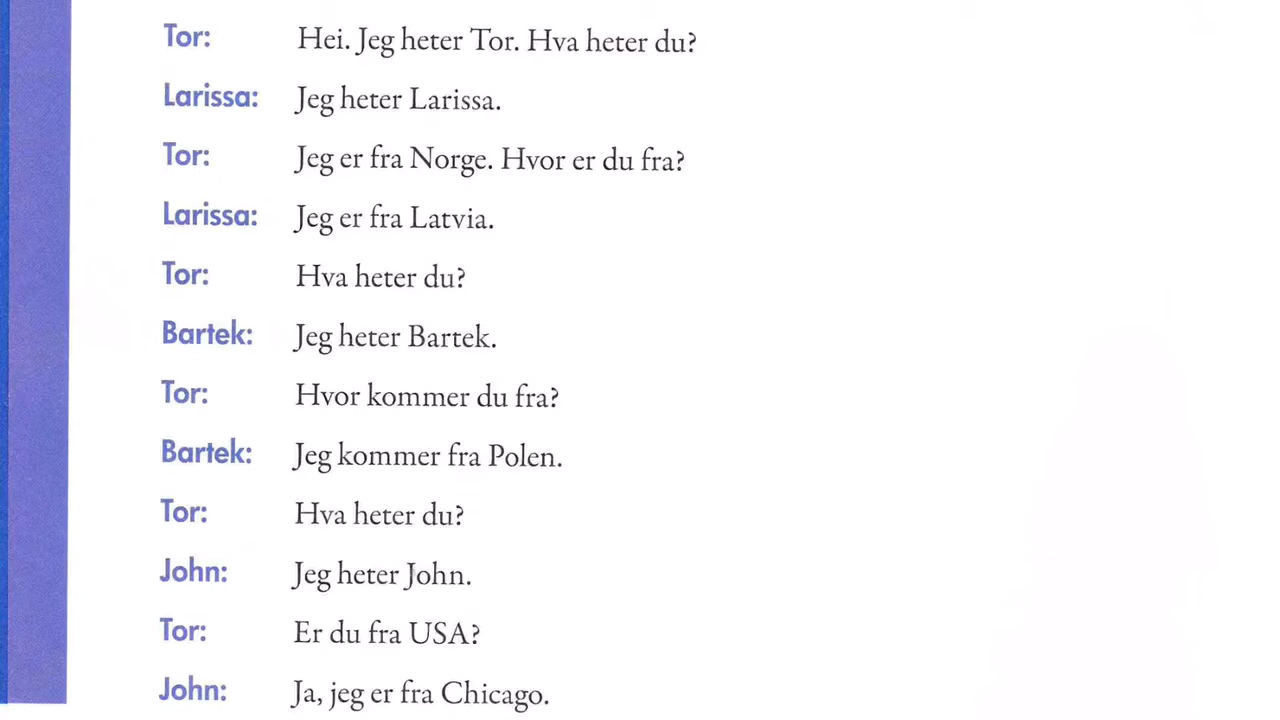 Tor: Hei. Jeg heter Tor. Hva heter du?
Larissa: Jeg heter Larissa.
Tor: Jeg er fra Norge. Hvor er du fra?
Larissa: Jeg er fra Latvia.
Tor: Hva heter du?
Bartek: Jeg heter Bartek.
Tor: Hvor kommer du fra?
Bartek: Jeg kommer fra Polen.
Tor: Hva heter du?
John: Jeg heter John.
Tor: Er du fra USA?
John: Ja, jeg er fra Chicago.